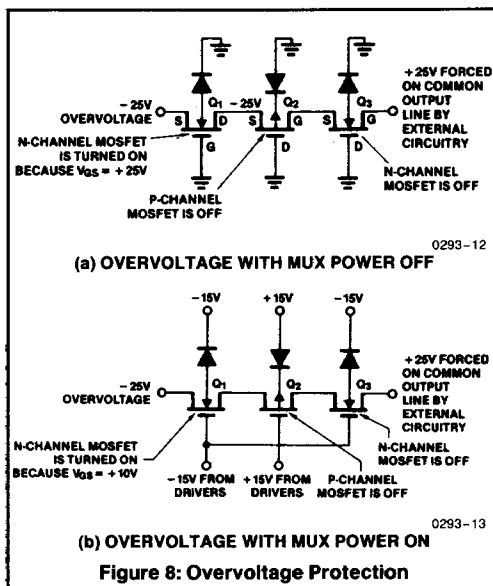 +25V FORCED
ON COMMON
OUTPUT
LINE BY
EXTERNAL
CIRCUITRY
-25V
OVERVOLTAGE
Q1
-25V
Q2
Q3
S
D
S
G
S
G
G
D
D
N-CHANNEL MOSFET
IS TURNED ON
BECAUSE VGS = +25V
P-CHANNEL
MOSFET IS OFF
N-CHANNEL
MOSFET IS OFF
0293-12
(a) OVERVOLTAGE WITH MUX POWER OFF
-15V
+15V
-15V
+25V FORCED
ON COMMON
OUTPUT
LINE BY
EXTERNAL
CIRCUITRY
-25V
OVERVOLTAGE
Q1
Q2
Q3
N-CHANNEL MOSFET
IS TURNED ON
BECAUSE VGS = +10V
-15V FROM
DRIVERS
+15V FROM
DRIVERS
P-CHANNEL
MOSFET IS OFF
N-CHANNEL
MOSFET IS OFF
0293-13
(b) OVERVOLTAGE WITH MUX POWER ON
Figure 8: Overvoltage Protection